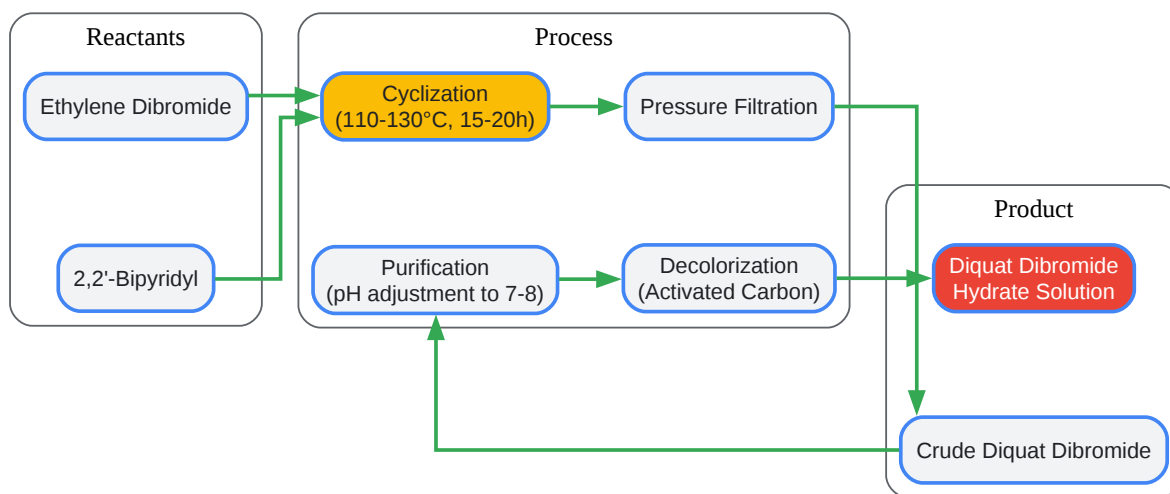 Reactants
Process
Ethylene Dibromide
Cyclization
(110-130°C, 15-20h)
Pressure Filtration
Product
2,2'-Bipyridyl
Purification
(pH adjustment to 7-8)
Decolorization
(Activated Carbon)
Diquat Dibromide
Hydrate Solution
Crude Diquat Dibromide